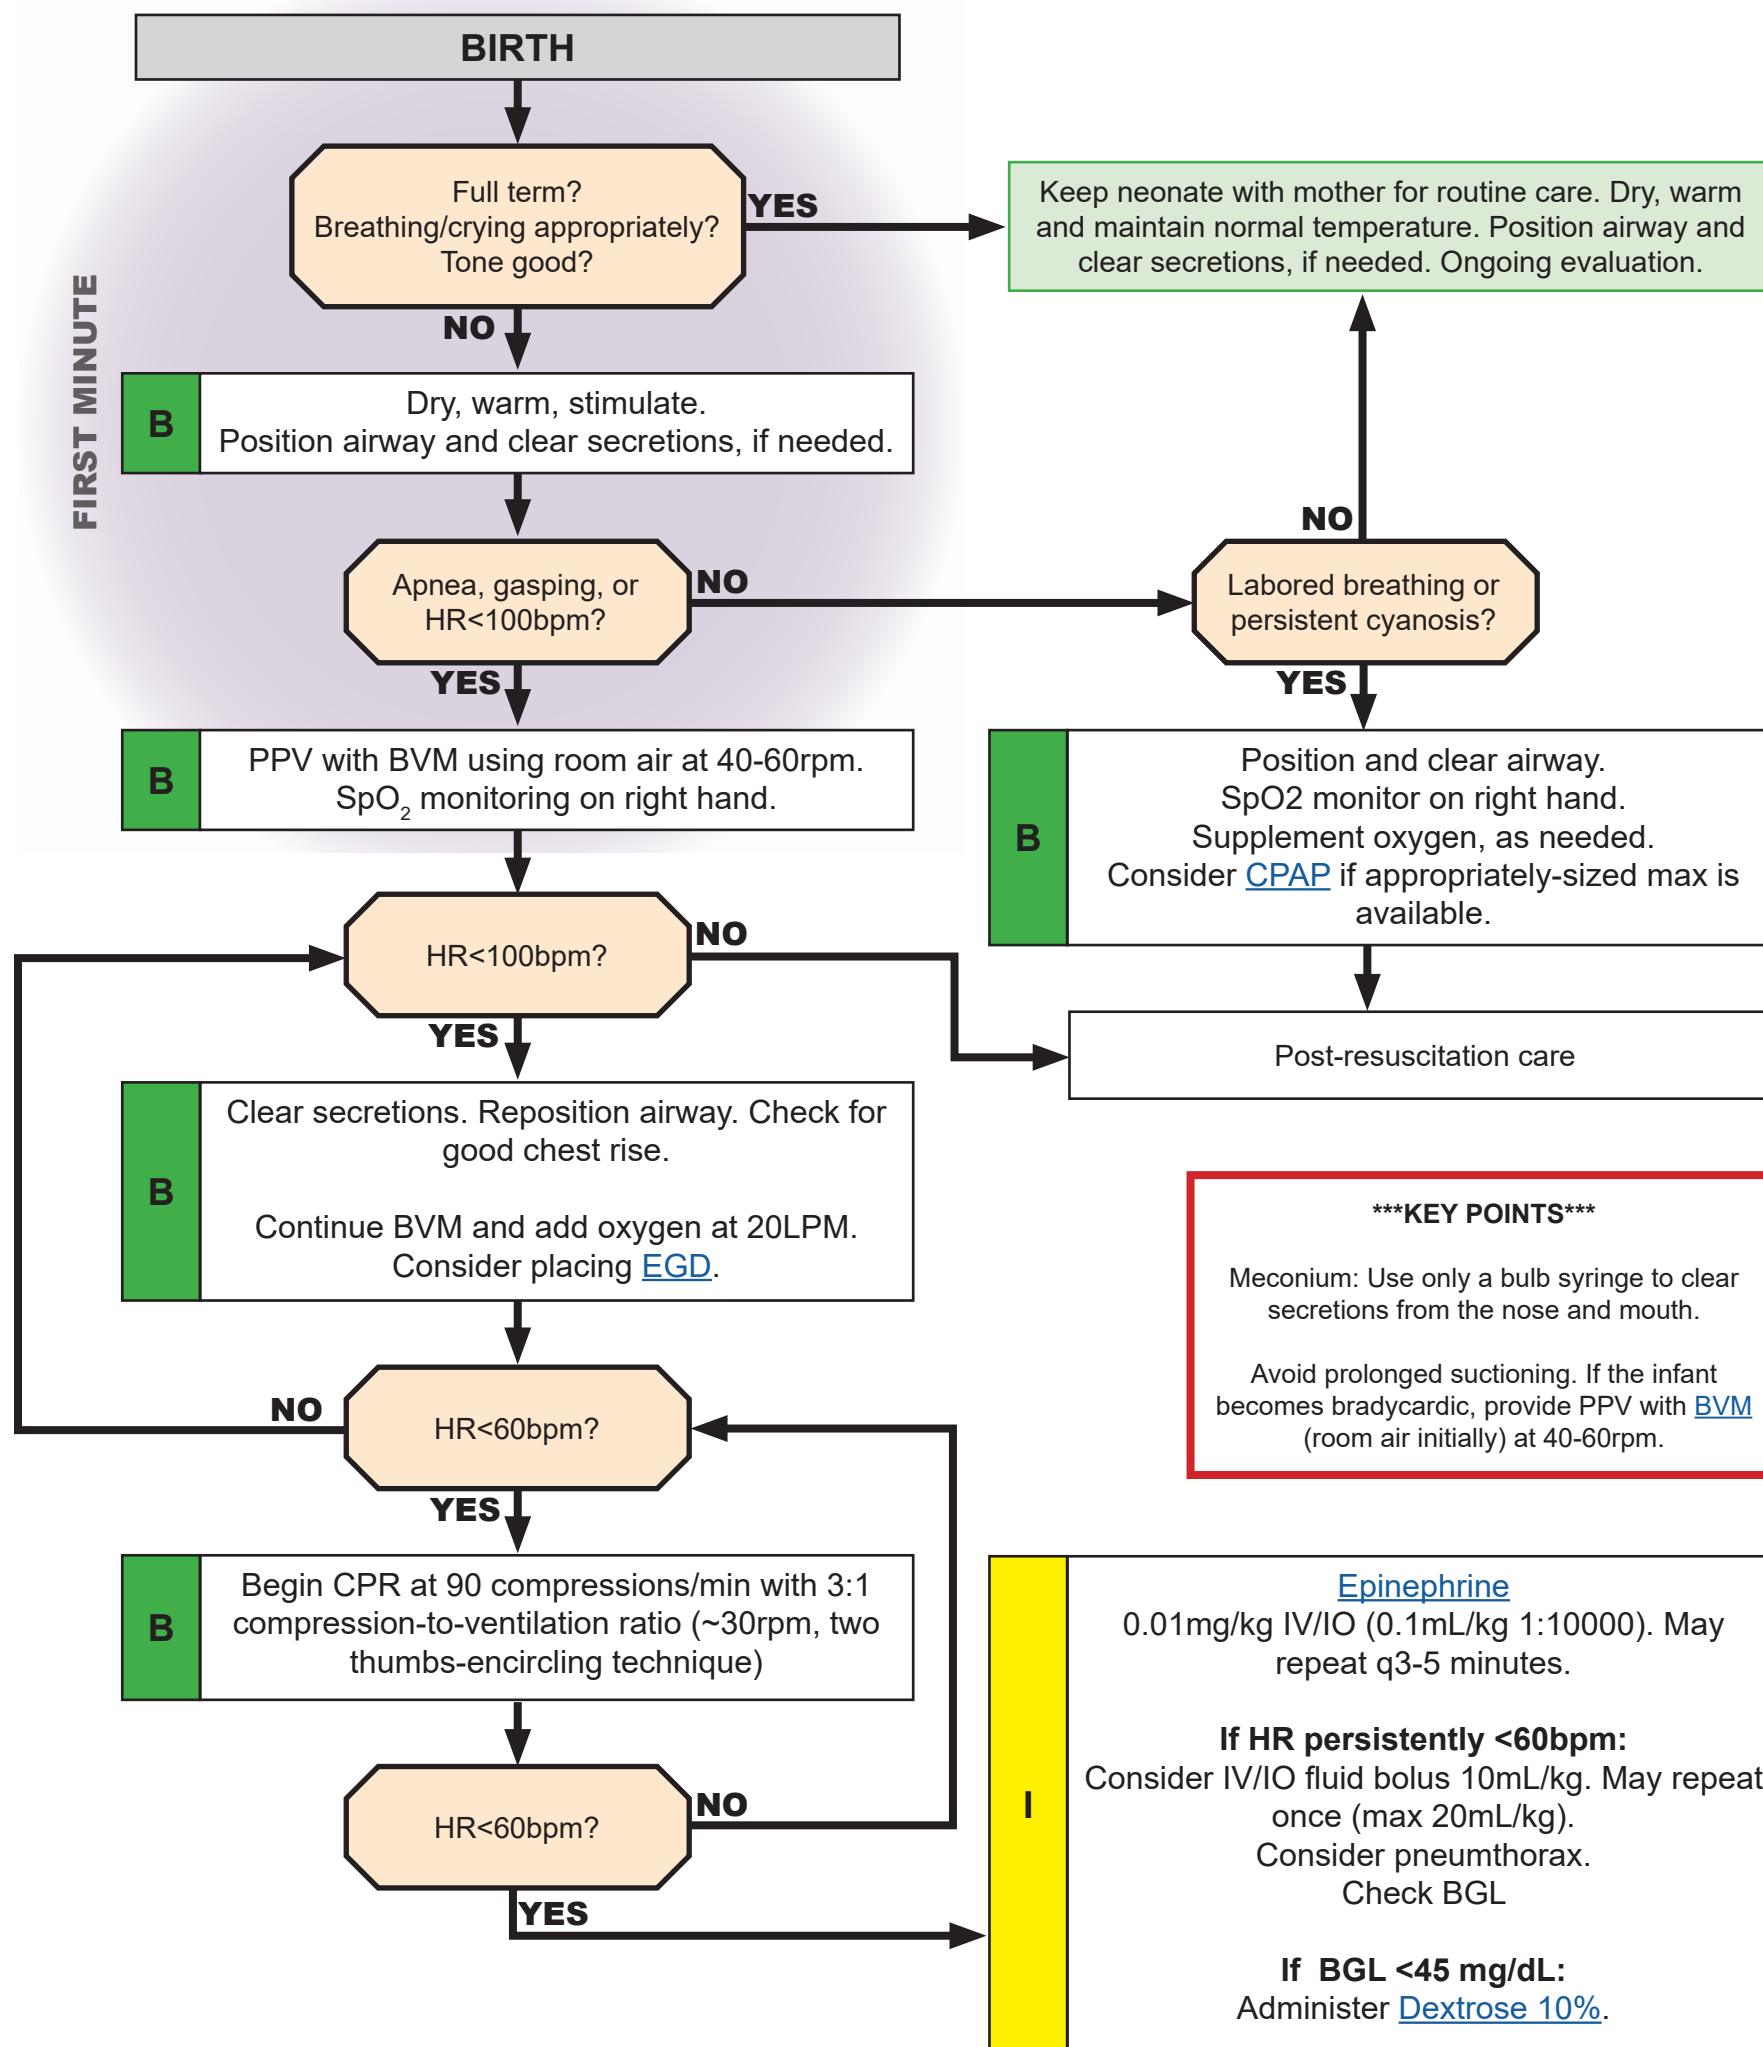 BIRTH
Full term?
Breathing/crying appropriately?
Tone good?
YES
Keep neonate with mother for routine care. Dry, warm
and maintain normal temperature. Position airway and
clear secretions, if needed. Ongoing evaluation.
FIRST MINUTE
NO
B
Dry, warm, stimulate.
Position airway and clear secretions, if needed.
Apnea, gasping, or
HR<100bpm?
NO
NO
Labored breathing or
persistent cyanosis?
YES
YES
B
PPV with BVM using room air at 40-60rpm.
SpO2 monitoring on right hand.
B
Position and clear airway.
SpO2 monitor on right hand.
Supplement oxygen, as needed.
Consider CPAP if appropriately-sized max is
available.
HR<100bpm?
NO
YES
Post-resuscitation care
B
Clear secretions. Reposition airway. Check for
good chest rise.
Continue BVM and add oxygen at 20LPM.
Consider placing EGD.
***KEY POINTS***
Meconium: Use only a bulb syringe to clear
secretions from the nose and mouth.
Avoid prolonged suctioning. If the infant
becomes bradycardic, provide PPV with BVM
(room air initially) at 40-60rpm.
NO
HR<60bpm?
YES
B
Begin CPR at 90 compressions/min with 3:1
compression-to-ventilation ratio (~30rpm, two
thumbs-encircling technique)
HR<60bpm?
NO
YES
I
Epinephrine
0.01mg/kg IV/IO (0.1mL/kg 1:10000). May
repeat q3-5 minutes.
If HR persistently <60bpm:
Consider IV/IO fluid bolus 10mL/kg. May repeat
once (max 20mL/kg).
Consider pneumthorax.
Check BGL
If BGL <45 mg/dL:
Administer Dextrose 10%.